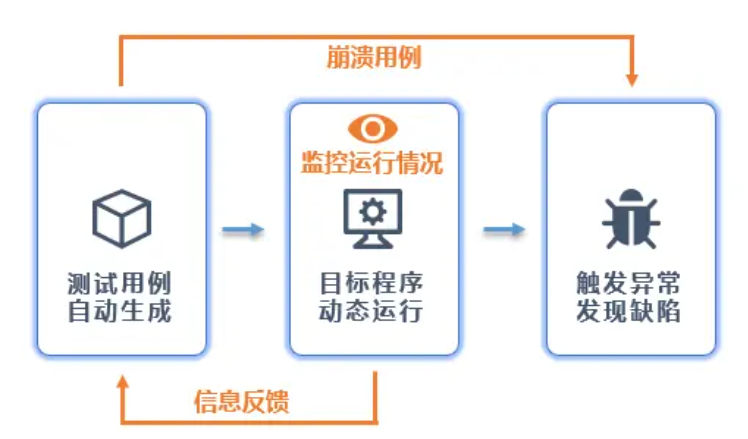 崩溃用例
监控运行情况
测试用例
自动生成
目标程序
动态运行
触发异常
发现缺陷
信息反馈